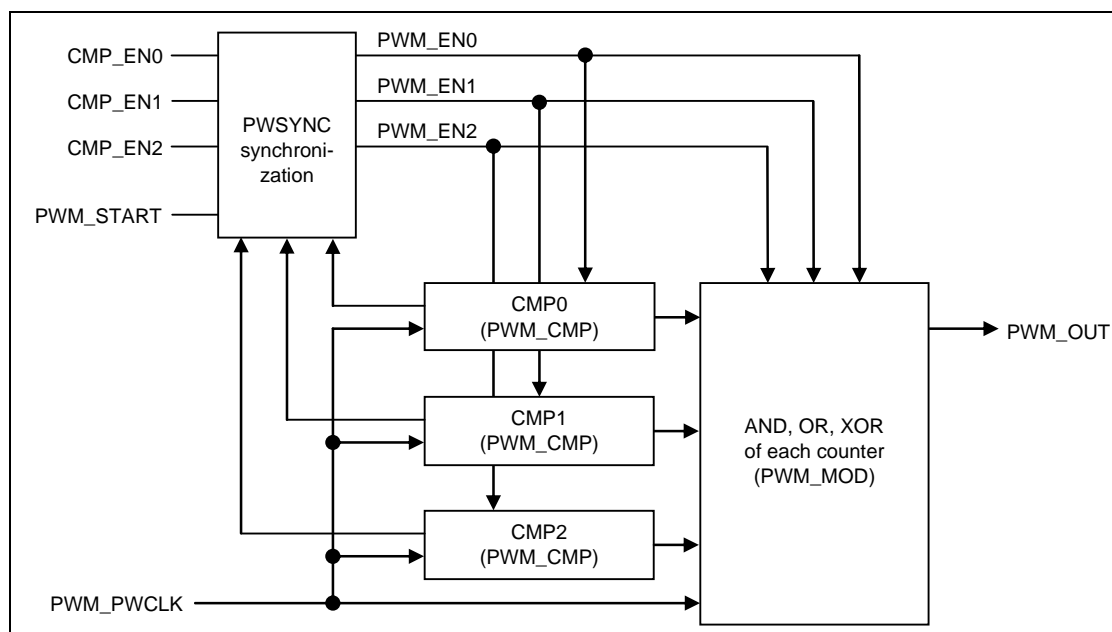 CMP_EN0
CMP_EN1
CMP_EN2
PWM_START
PWSYNC
synchroni-
zation
PWM_EN0
PWM_EN1
PWM_EN2
CMP0
(PWM_CMP)
CMP1
(PWM_CMP)
CMP2
(PWM_CMP)
AND, OR, XOR
of each counter
(PWM_MOD)
PWM_OUT
PWM_PWCLK